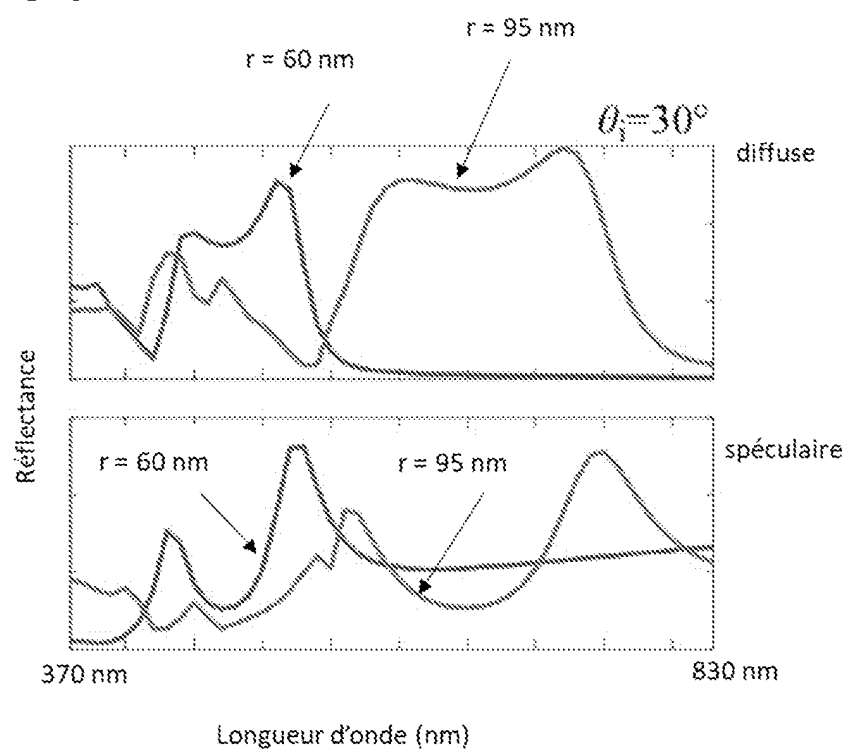 r = 95 nm
r = 60 nm
θi=30°
diffuse
Réflectance
spéculaire
r = 60 nm
r = 95 nm
370 nm
830 nm
Longueur d'onde (nm)